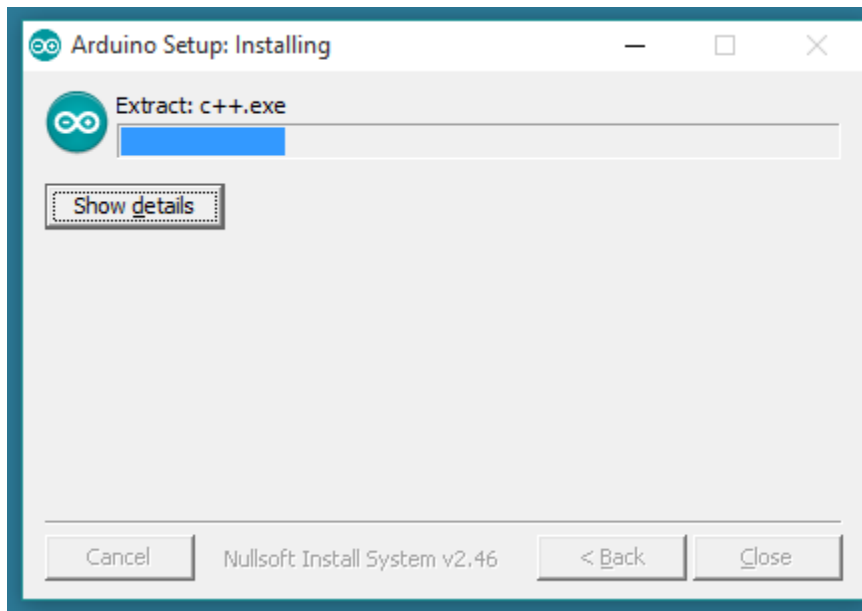 Arduino Setup: Installing
Extract: c++.exe
Show details
Cancel
Nullsoft Install System v2.46
< Back
Close